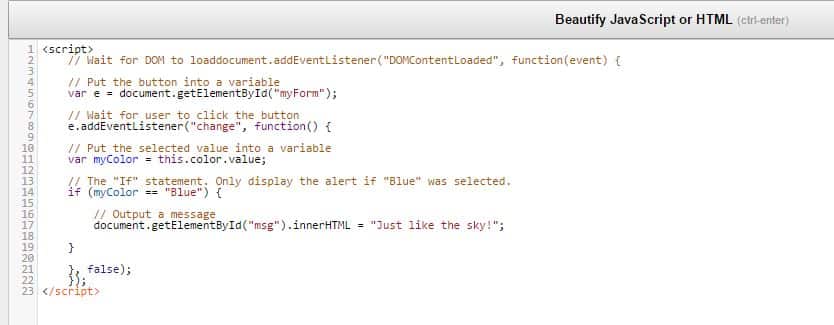 Beautify JavaScript or HTML (ctrl-enter)
1 <script>
2 // Wait for DOM to loaddocument.addEventListener("DOMContentLoaded", function(event) {
3
4 // Put the button into a variable
5 var e = document.getElementById("myForm");
6
7 // Wait for user to click the button
8 e.addEventListener("change", function() {
9
10 // Put the selected value into a variable
11 var myColor = this.color.value;
12
13 // The "If" statement. Only display the alert if "Blue" was selected.
14 if (myColor == "Blue") {
15
16 // Output a message
17 document.getElementById("msg").innerHTML = "Just like the sky!";
18
19 }
20
21 }, false);
22 });
23 </script>